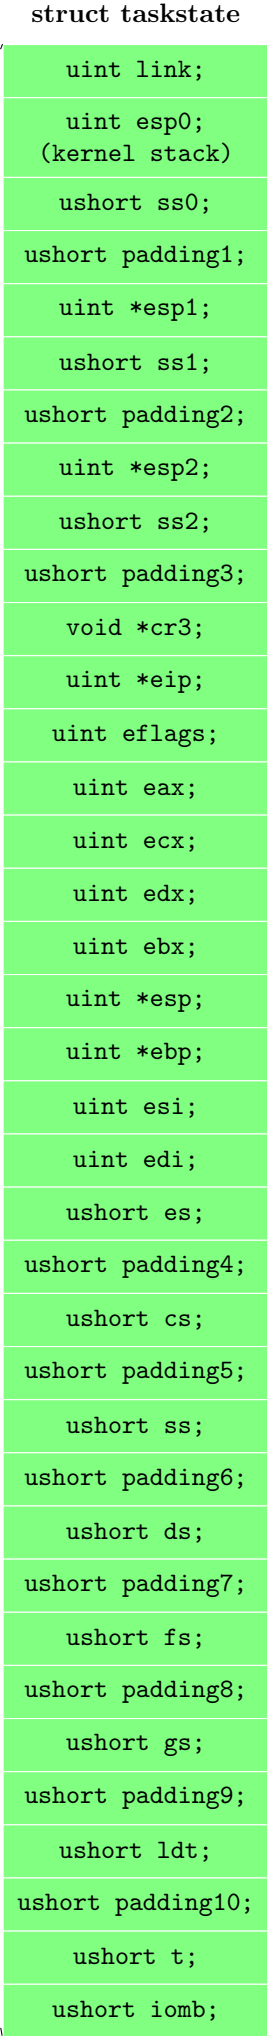 struct taskstate
uint link;
uint esp0;
(kernel stack)
ushort ss0;
ushort padding1;
uint *esp1;
ushort ss1;
ushort padding2;
uint *esp2;
ushort ss2;
ushort padding3;
void *cr3;
uint *eip;
uint eflags;
uint eax;
uint ecx;
uint edx;
uint ebx;
uint *esp;
uint *ebp;
uint esi;
uint edi;
ushort es;
ushort padding4;
ushort cs;
ushort padding5;
ushort ss;
ushort padding6;
ushort ds;
ushort padding7;
ushort fs;
ushort padding8;
ushort gs;
ushort padding9;
ushort ldt;
ushort padding10;
ushort t;
ushort iomb;